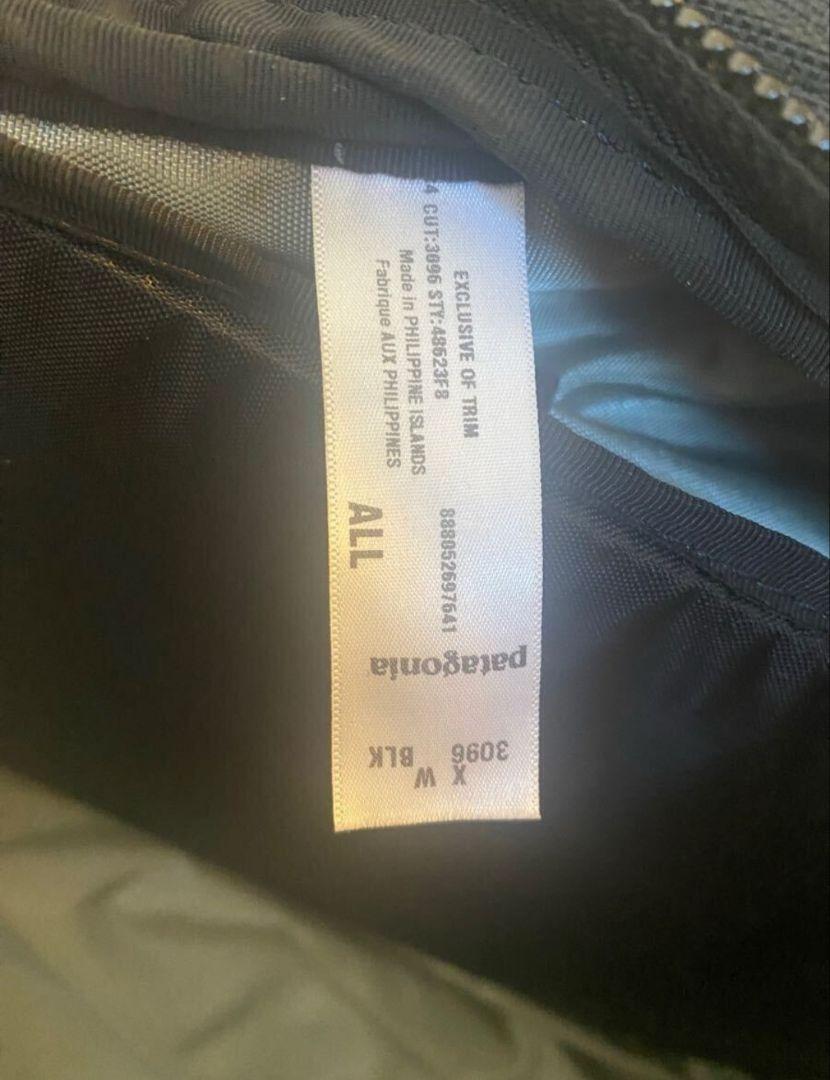 EXCLUSIVE OF TRIM
4 CUT:3096 STY:48623F8
Made in PHILIPPINE ISLANDS
Fabrique AUX PHILIPPINES
888052697641
ALL
patagonia
3096 BLK
X W